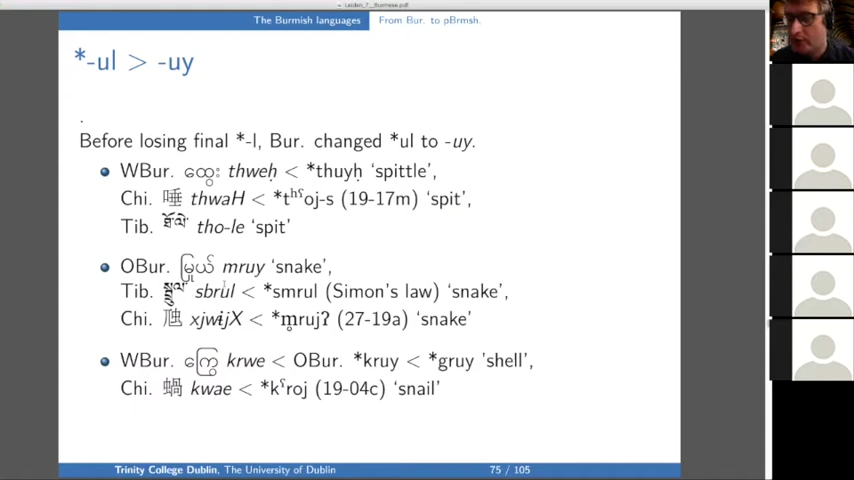 Leiden_7__burmese.pdf
The Burmish languages From Bur. to pBrmsh.
*-ul > -uy
.
Before losing final *-l, Bur. changed *ul to -uy.
WBur. ထွေး thweḥ < *thuyḥ ‘spittle’,
Chi. 唾 thwaH < *tʰˤoj-s (19-17m) ‘spit’,
Tib. ཐོ་ལེ་ tho-le ‘spit’
OBur. မြုယ် mruy ‘snake’,
Tib. སྦྲུལ་ sbrul < *smrul (Simon’s law) ‘snake’,
Chi. 虺 xjwɨjX < *m̥rujʔ (27-19a) ‘snake’
WBur. ကြွေ krwe < OBur. *kruy < *gruy ’shell’,
Chi. 蝸 kwae < *kˤroj (19-04c) ‘snail’
Trinity College Dublin, The University of Dublin 75 / 105